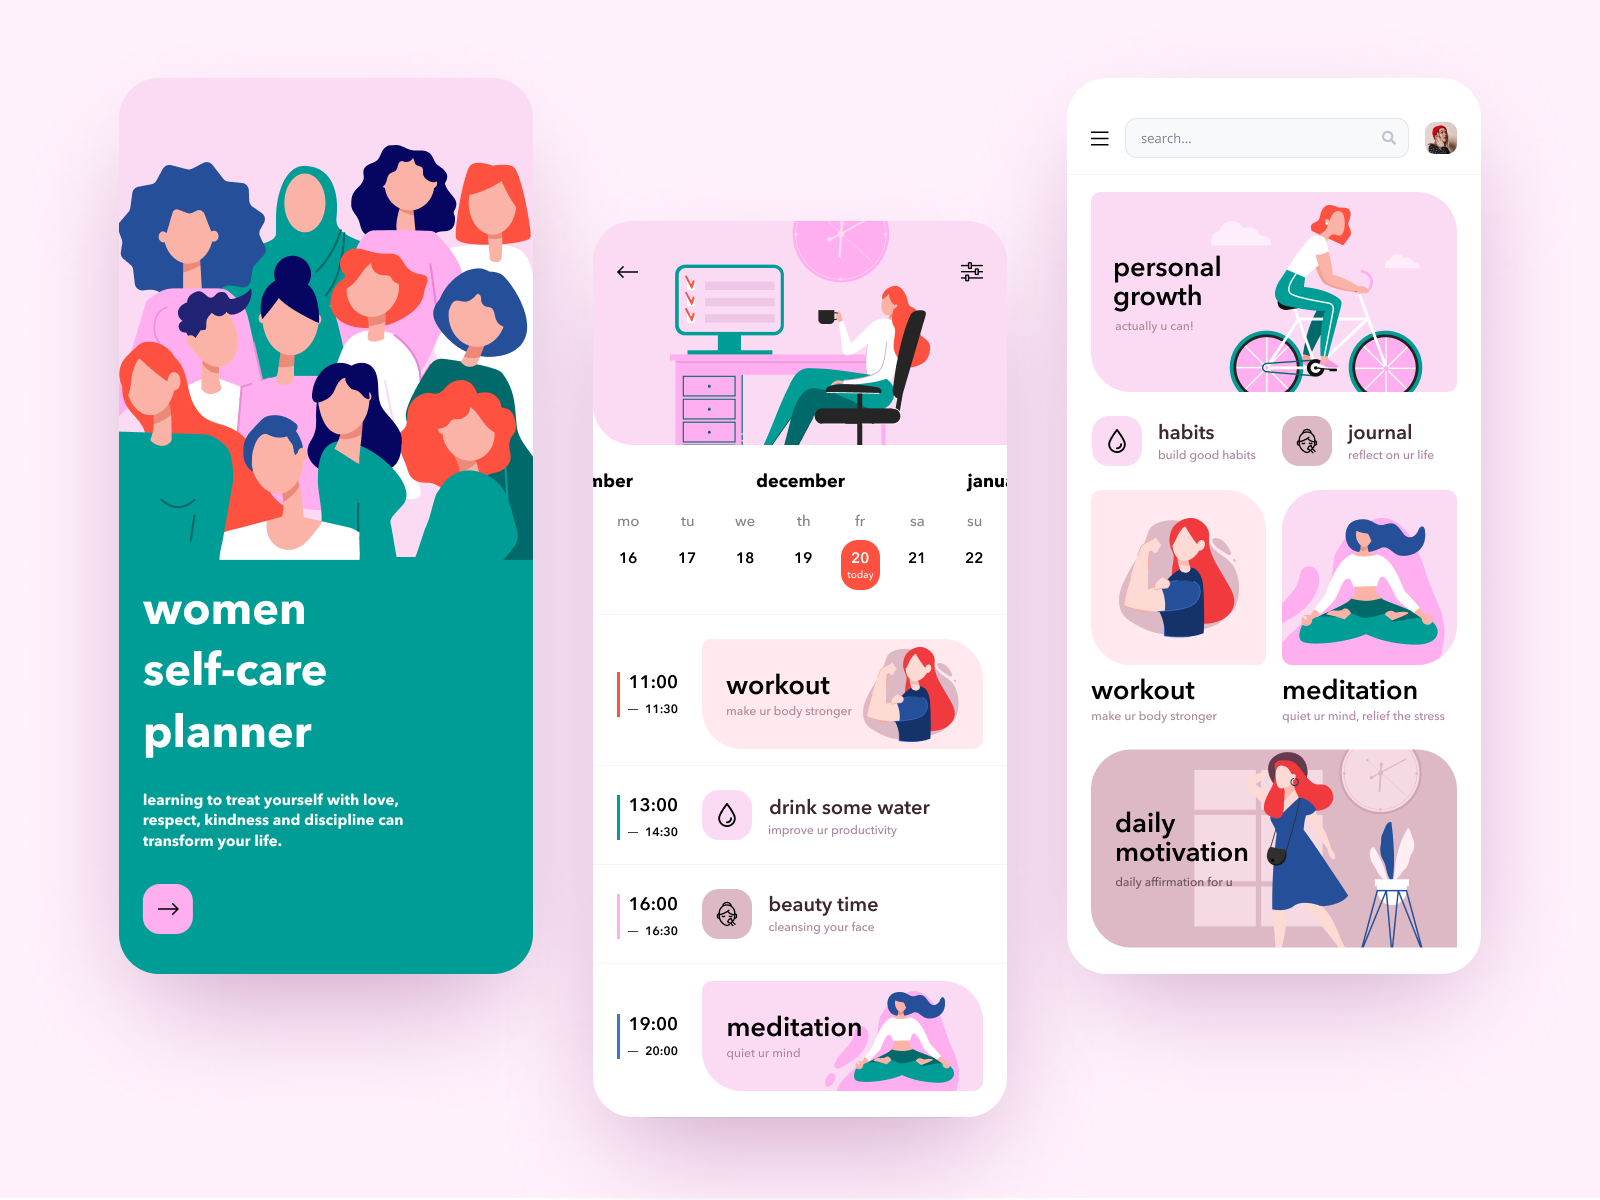 women
self-care
planner
learning to treat yourself with love,
respect, kindness and discipline can
transform your life.
mber december janua
mo tu we th fr sa su
16 17 18 19 20 21 22
today
11:00
— 11:30
workout
make ur body stronger
13:00
— 14:30
drink some water
improve ur productivity
16:00
— 16:30
beauty time
cleansing your face
19:00
— 20:00
meditation
quiet ur mind
search...
personal
growth
actually u can!
habits
build good habits
journal
reflect on ur life
workout
make ur body stronger
meditation
quiet ur mind, relief the stress
daily
motivation
daily affirmation for u